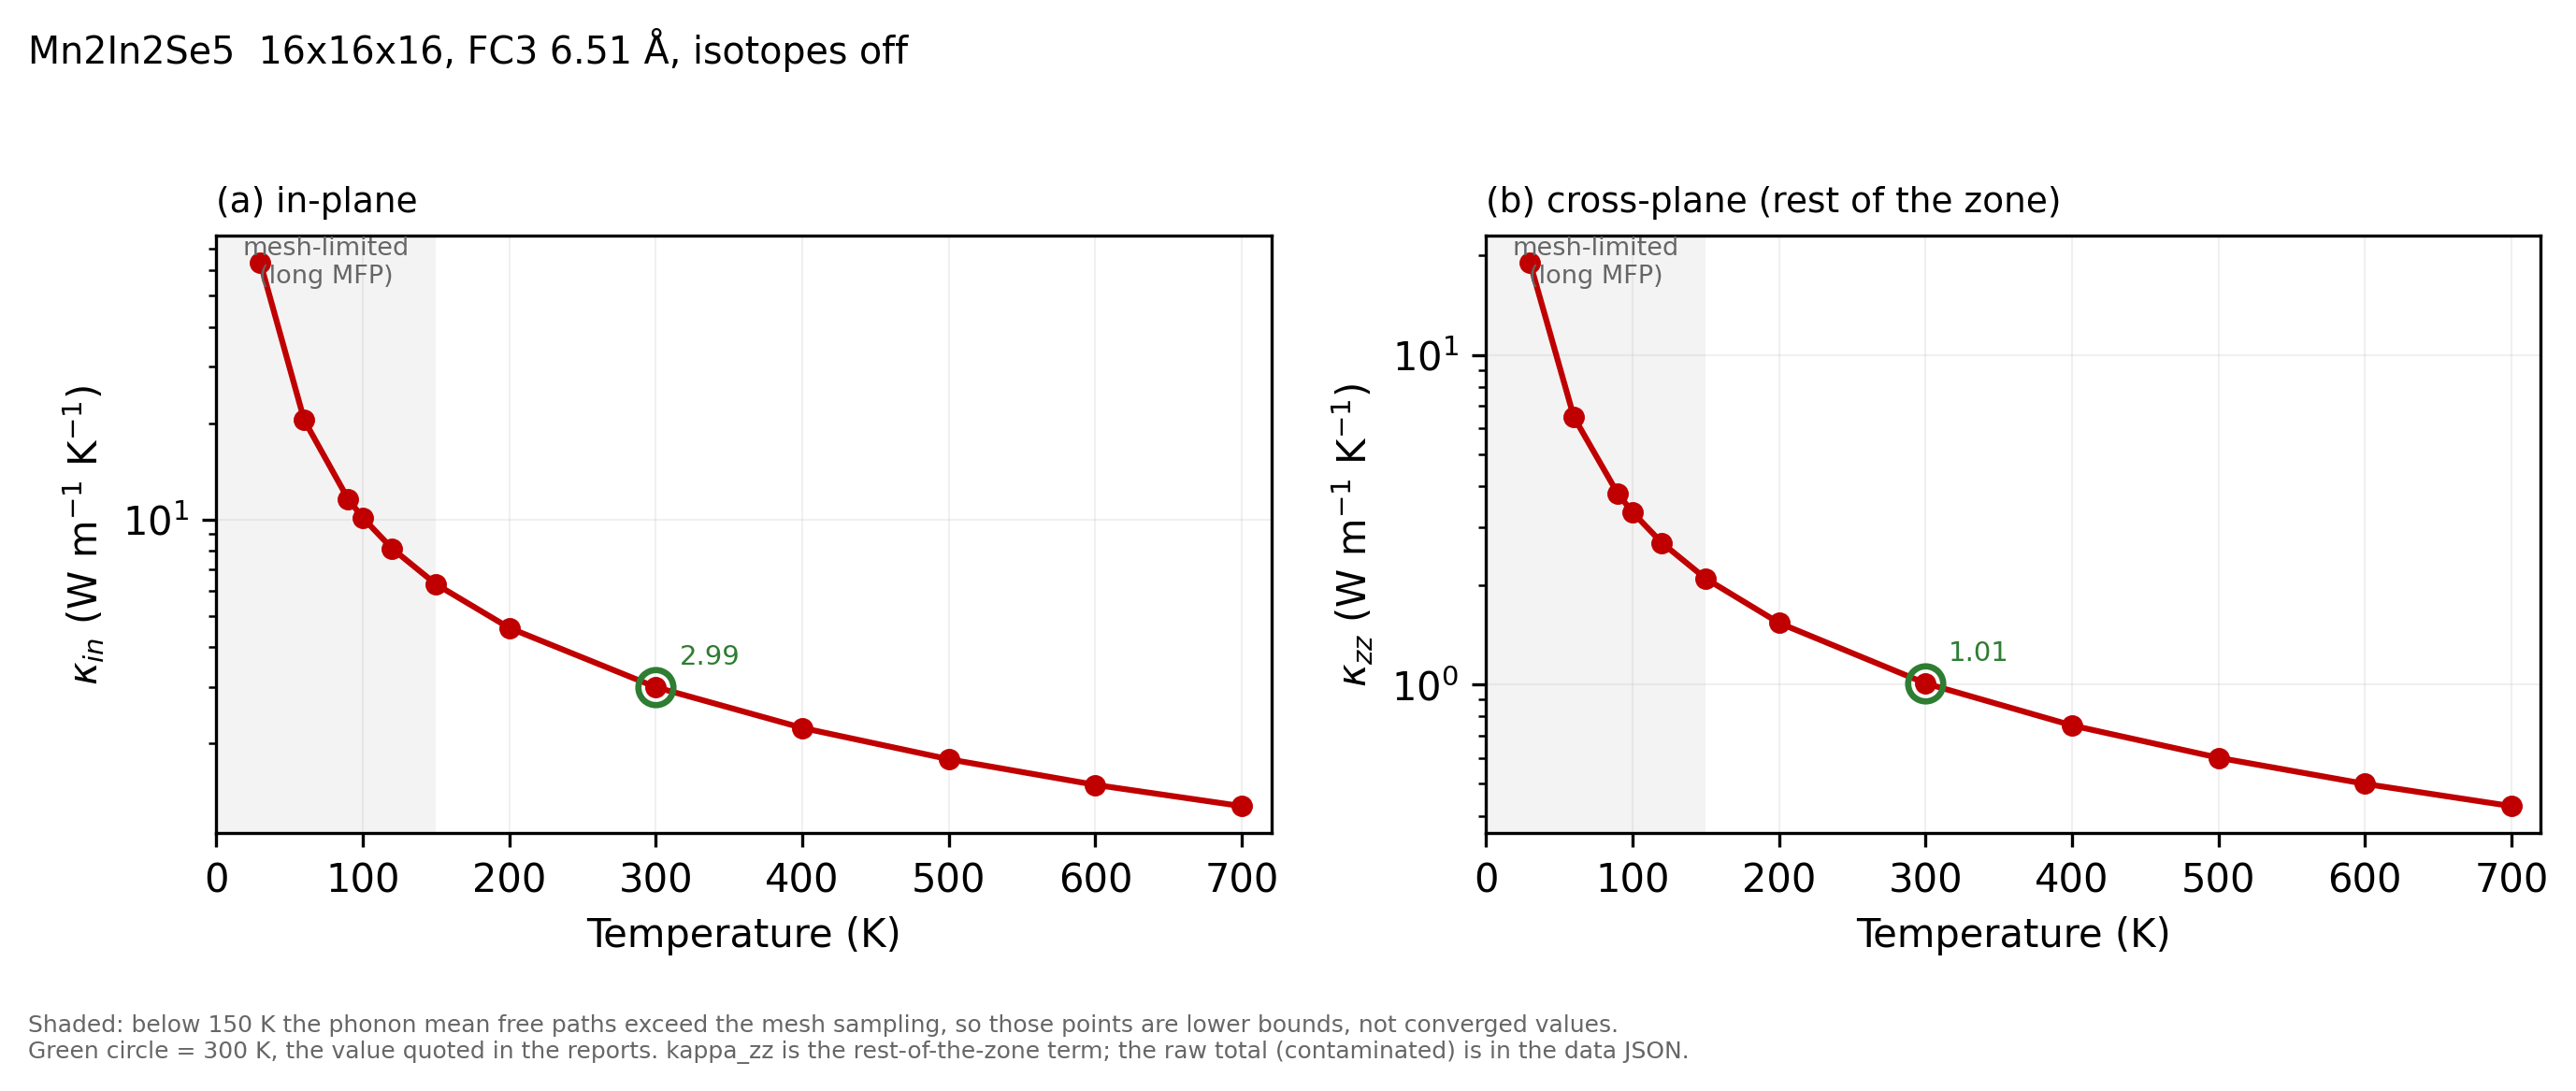 Mn2In2Se5  16x16x16, FC3 6.51 Å, isotopes off
(a) in-plane
mesh-limited
(long MFP)
10¹
κ_in (W m⁻¹ K⁻¹)
2.99
0 100 200 300 400 500 600 700
Temperature (K)
(b) cross-plane (rest of the zone)
mesh-limited
(long MFP)
10¹
10⁰
κ_zz (W m⁻¹ K⁻¹)
1.01
0 100 200 300 400 500 600 700
Temperature (K)
Shaded: below 150 K the phonon mean free paths exceed the mesh sampling, so those points are lower bounds, not converged values.
Green circle = 300 K, the value quoted in the reports. kappa_zz is the rest-of-the-zone term; the raw total (contaminated) is in the data JSON.